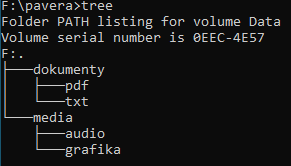 F:\pavera>tree
Folder PATH listing for volume Data
Volume serial number is 0EEC-4E57
F:.
├───dokumenty
│   ├───pdf
│   └───txt
└───media
    ├───audio
    └───grafika